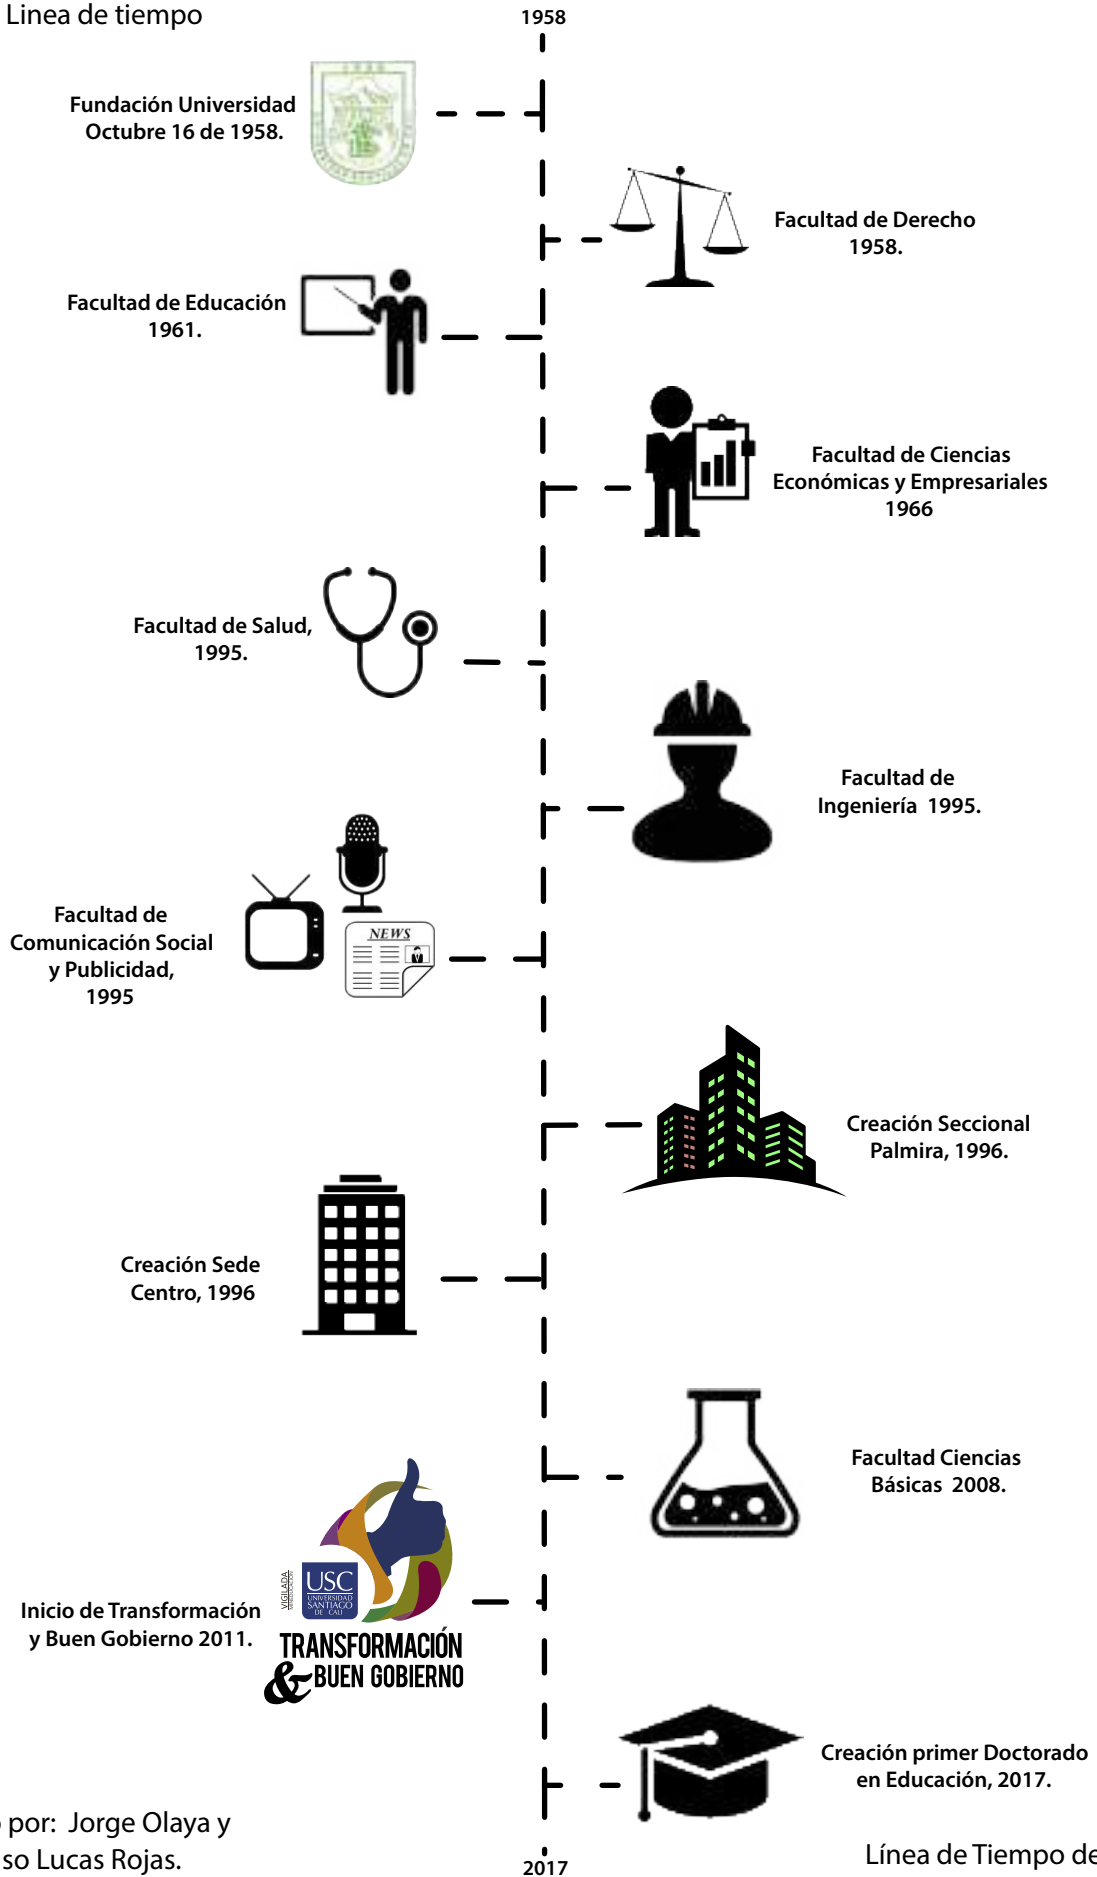 Linea de tiempo
1958
Fundación Universidad
Octubre 16 de 1958.
Facultad de Derecho
1958.
Facultad de Educación
1961.
Facultad de Ciencias
Económicas y Empresariales
1966
Facultad de Salud,
1995.
Facultad de
Ingeniería 1995.
Facultad de
Comunicación Social
y Publicidad,
1995
NEWS
Creación Seccional
Palmira, 1996.
Creación Sede
Centro, 1996
Facultad Ciencias
Básicas 2008.
Inicio de Transformación
y Buen Gobierno 2011.
VIGILADA
USC
UNIVERSIDAD
SANTIAGO
DE CALI
TRANSFORMACIÓN
& BUEN GOBIERNO
Creación primer Doctorado
en Educación, 2017.
por: Jorge Olaya y
so Lucas Rojas.
2017
Línea de Tiempo de